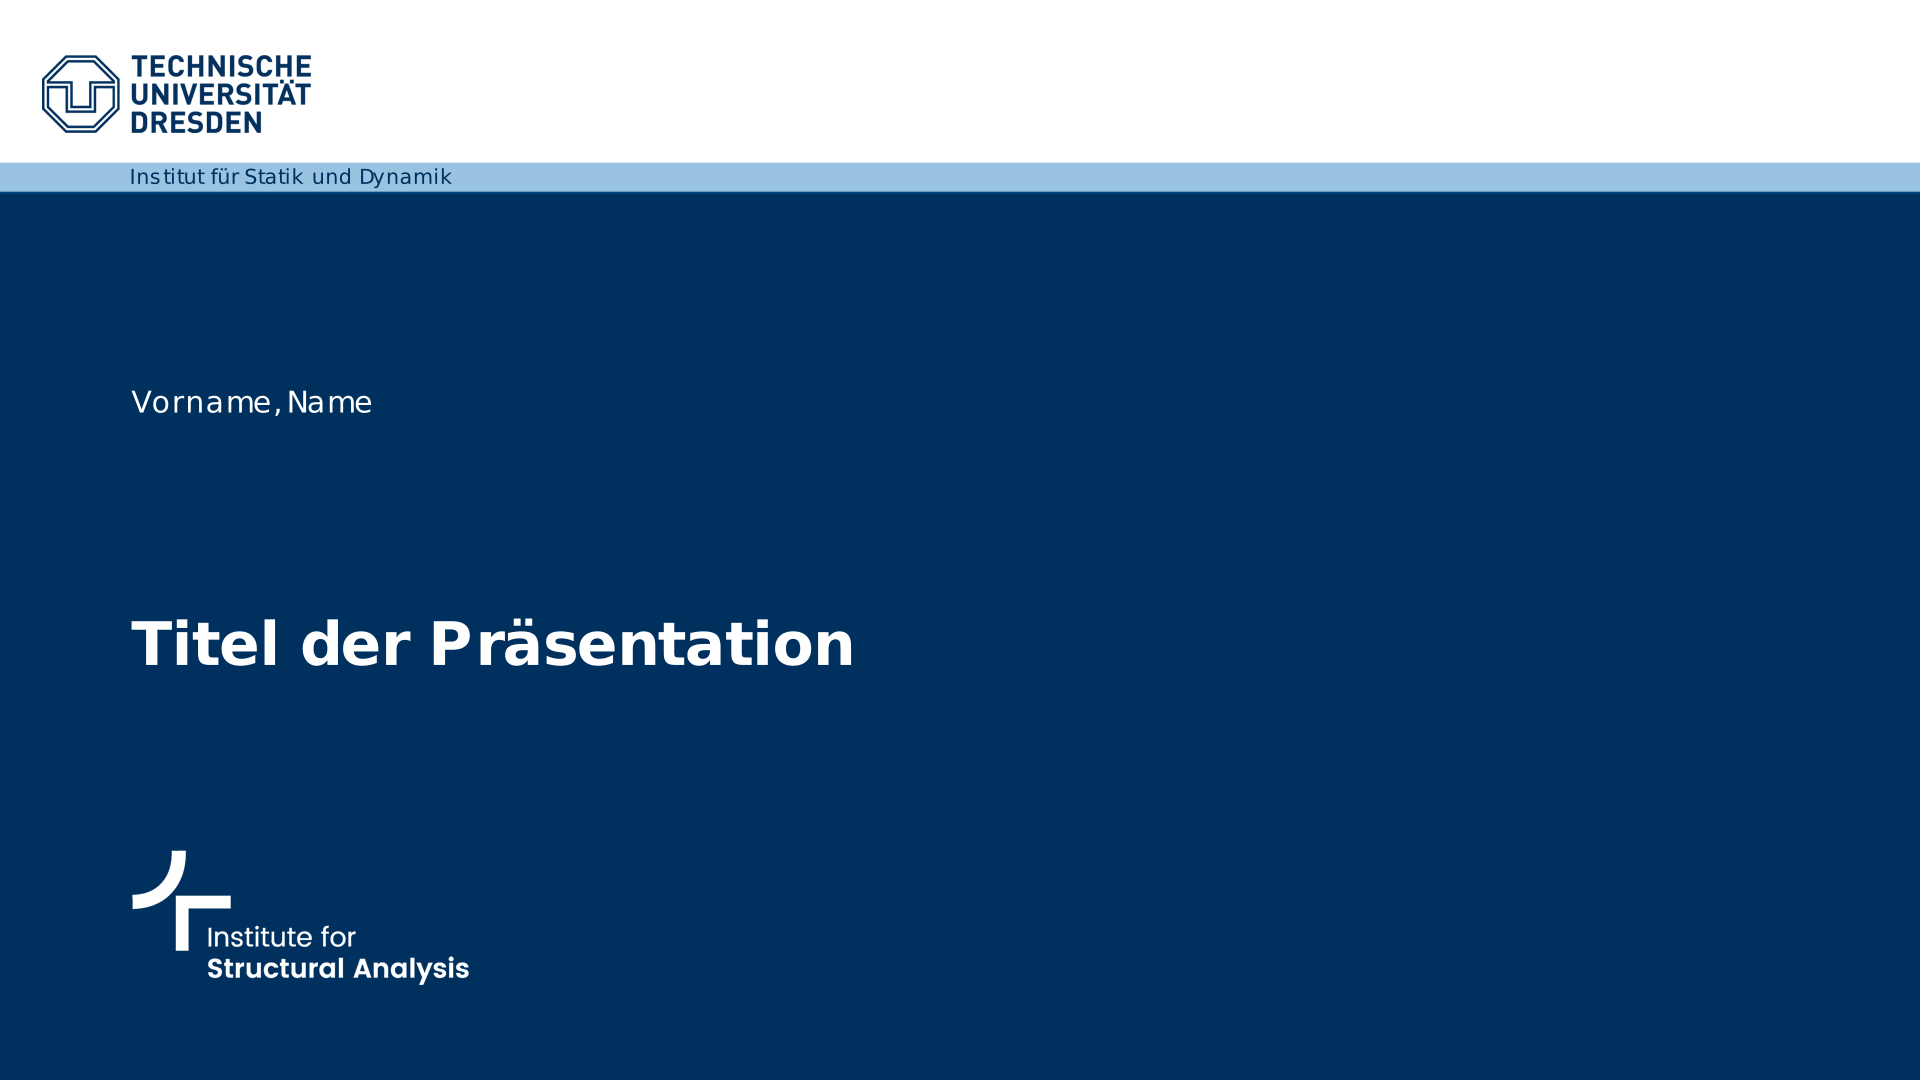 TECHNISCHE
UNIVERSITÄT
DRESDEN
Institut für Statik und Dynamik
Vorname, Name
Titel der Präsentation
Institute for
Structural Analysis